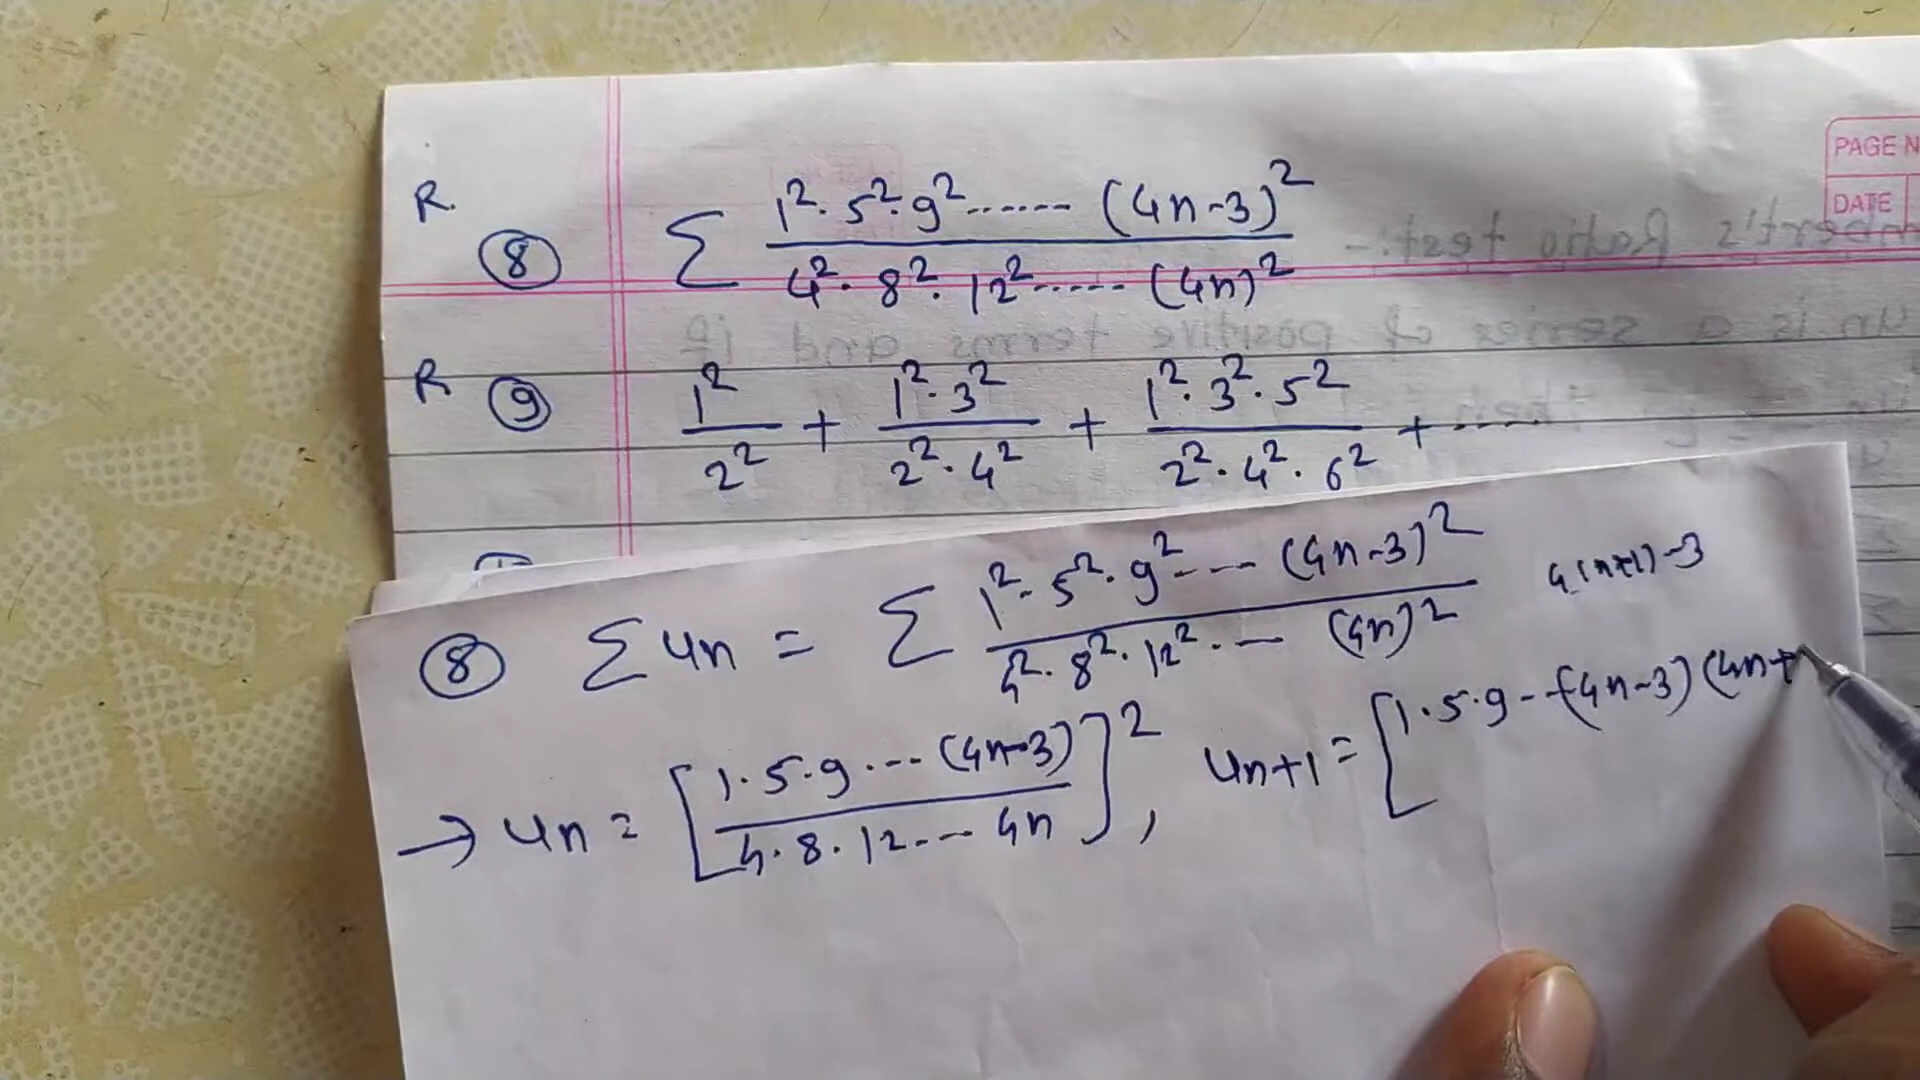 PAGE N
DATE
R.
⑧ Σ 1²·5²·9²...... (4n-3)² / 4²·8²·12²..... (4n)²
R ⑨ 1²/2² + 1²·3²/2²·4² + 1²·3²·5²/2²·4²·6² + .....
⑧ Σ un = Σ 1²·5²·9²--- (4n-3)² / 4²·8²·12²·-- (4n)² 4(n+1)-3
→ un = [1·5·9·-- (4n-3) / 4·8·12.-- 4n]², un+1 = [1·5·9--(4n-3)(4n+